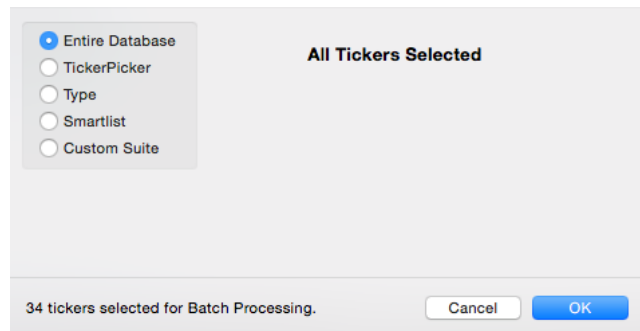 Entire Database
TickerPicker
Type
Smartlist
Custom Suite
All Tickers Selected
34 tickers selected for Batch Processing.
Cancel
OK